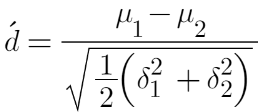 d́ = (μ₁ − μ₂) / √(1/2 (δ₁² + δ₂²))